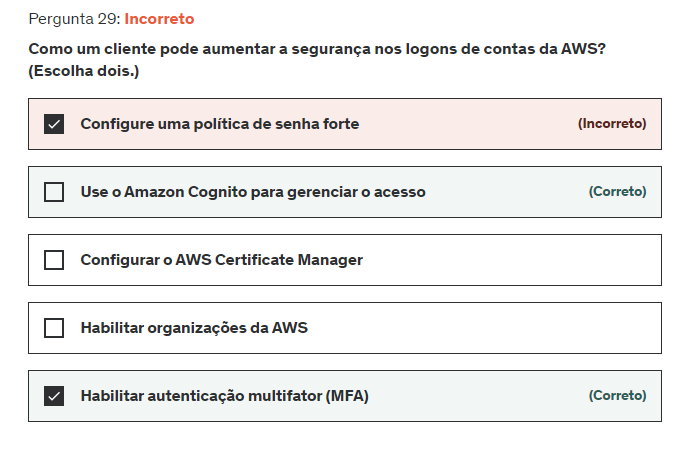 Pergunta 29: Incorreto
Como um cliente pode aumentar a segurança nos logons de contas da AWS?
(Escolha dois.)
Configure uma política de senha forte (Incorreto)
Use o Amazon Cognito para gerenciar o acesso (Correto)
Configurar o AWS Certificate Manager
Habilitar organizações da AWS
Habilitar autenticação multifator (MFA) (Correto)